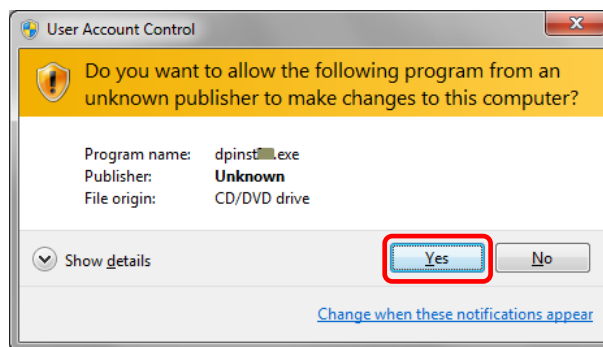 User Account Control
Do you want to allow the following program from an
unknown publisher to make changes to this computer?
Program name: dpinst .exe
Publisher: Unknown
File origin: CD/DVD drive
Show details
Yes No
Change when these notifications appear